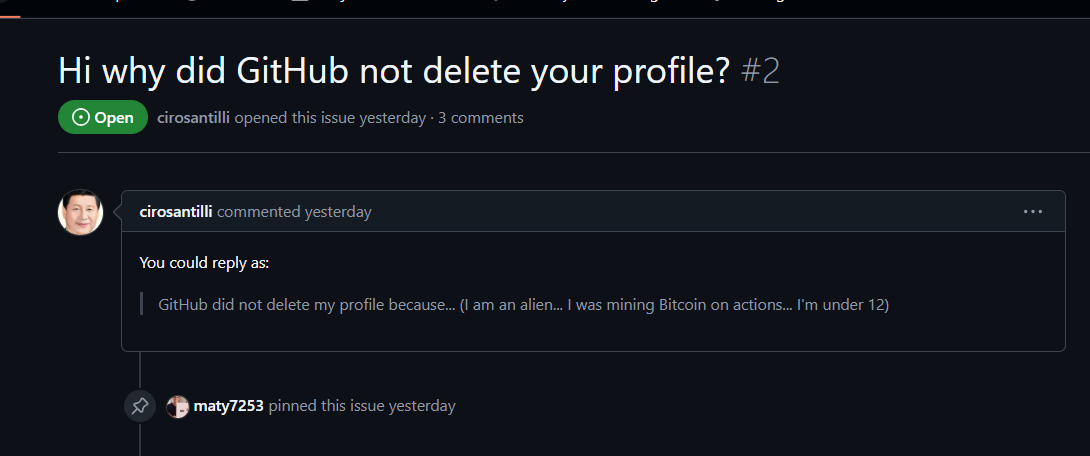 Hi why did GitHub not delete your profile? #2
Open cirosantilli opened this issue yesterday · 3 comments
cirosantilli commented yesterday
You could reply as:
GitHub did not delete my profile because... (I am an alien... I was mining Bitcoin on actions... I'm under 12)
maty7253 pinned this issue yesterday